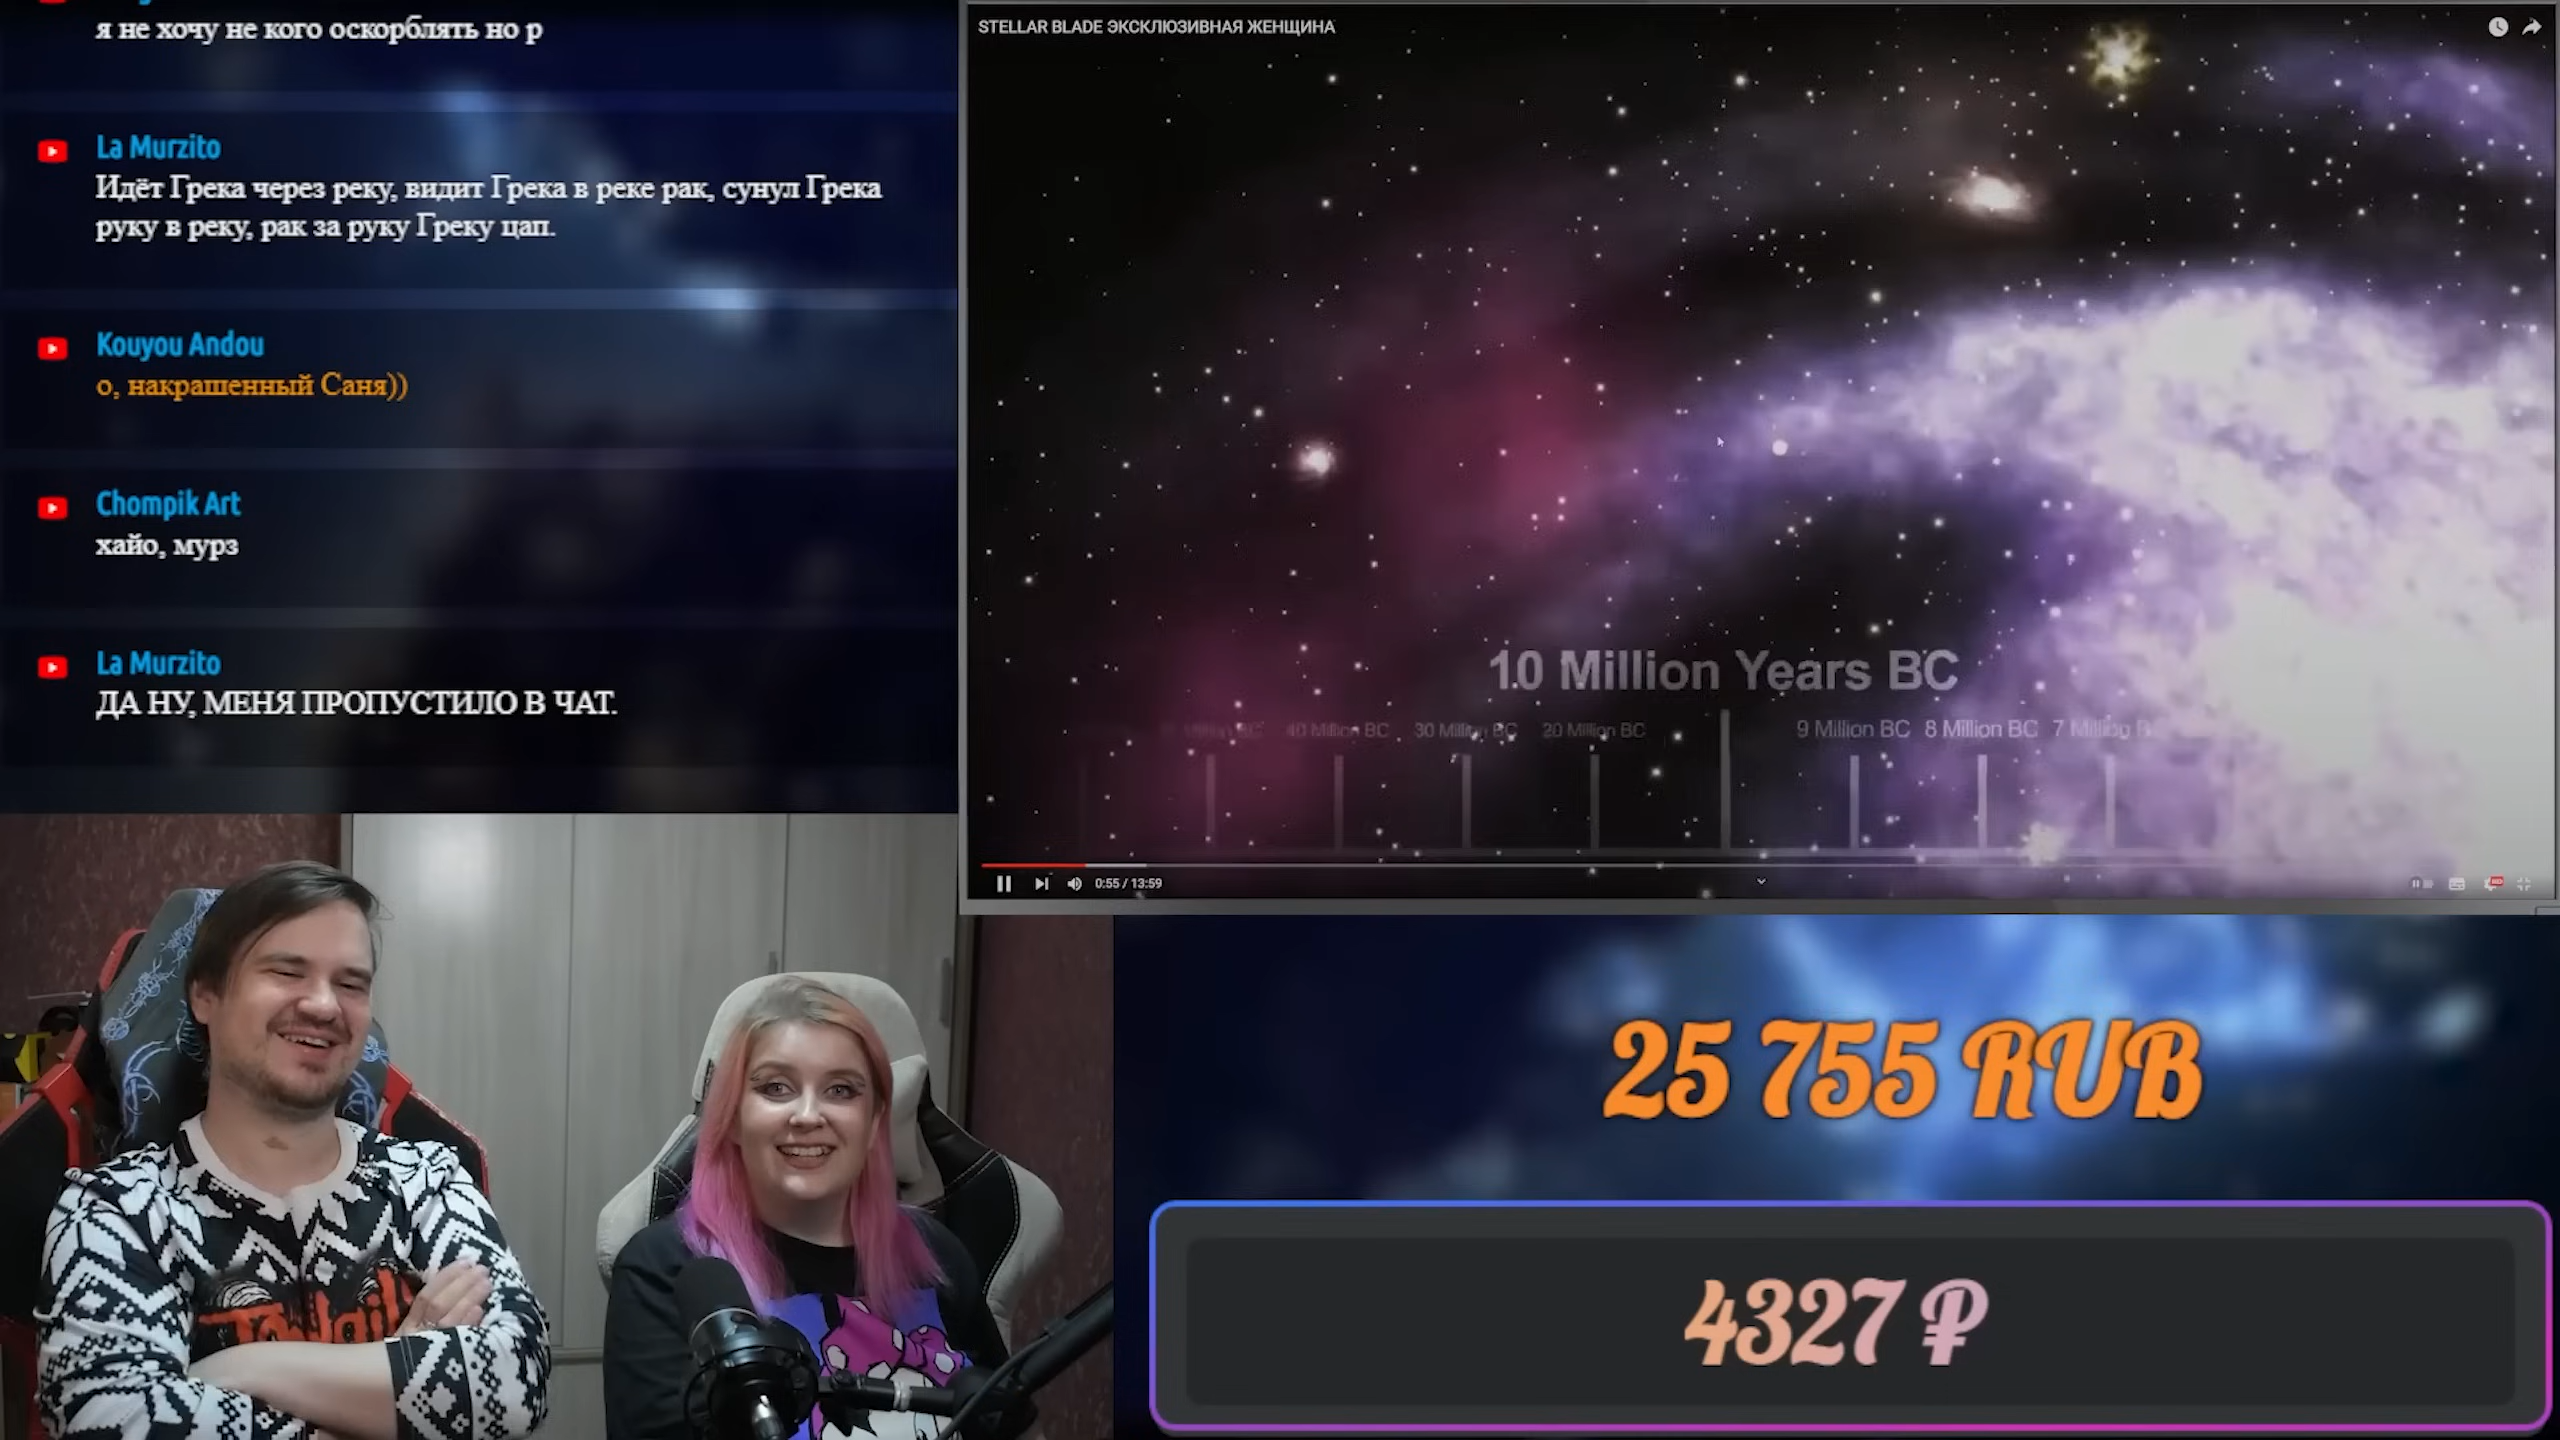 я не хочу не кого оскорблять но р
La Murzito
Идёт Грека через реку, видит Грека в реке рак, сунул Грека
руку в реку, рак за руку Греку цап.
Kouyou Andou
о, накрашенный Саня))
Chompik Art
хайо, мурз
La Murzito
ДА НУ, МЕНЯ ПРОПУСТИЛО В ЧАТ.
STELLAR BLADE ЭКСКЛЮЗИВНАЯ ЖЕНЩИНА
10 Million Years BC
40 Million BC 30 Million BC 20 Million BC 9 Million BC 8 Million BC 7 Million
0:55 / 13:59
25 755 RUB
4327 ₽